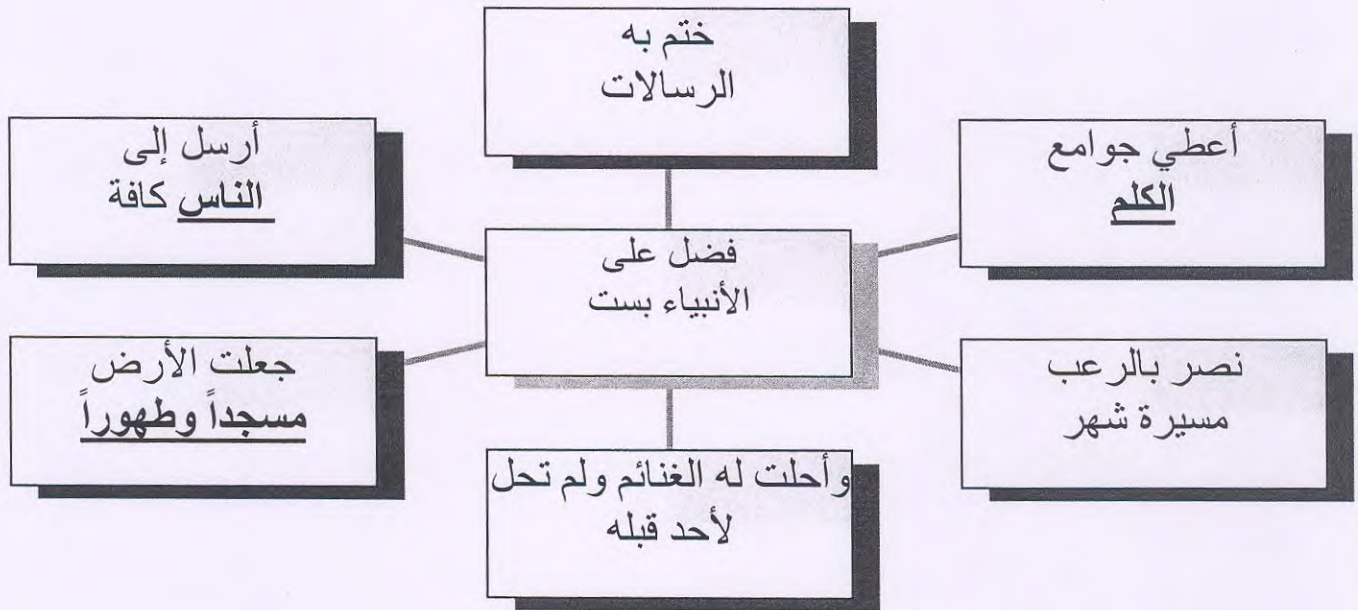 ختم به
الرسالات
أعطي جوامع
الكلم
أرسل إلى
الناس كافة
فضل على
الأنبياء بست
نصر بالرعب
مسيرة شهر
جعلت الأرض
مسجداً وطهوراً
وأحلت له الغنائم ولم تحل
لأحد قبله